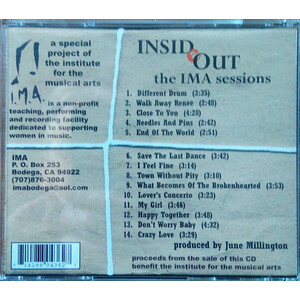 a special
project of
the institute
for the
musical arts
I.M.A.
is a non-profit
teaching, performing
and recording facility
dedicated to supporting
women in music.
IMA
P. O. Box 253
Bodega, CA 94922
(707)876-3004
imabodega@aol.com
INSID OUT
the IMA sessions
1. Different Drum (3:35)
2. Walk Away Renee (2:48)
3. Close To You (3:25)
4. Needles And Pins (2:42)
5. End Of The World (2:51)
6. Save The Last Dance (3:42)
7. I Feel Fine (3:14)
8. Town Without Pity (3:25)
9. What Becomes Of The Brokenhearted (3:53)
10. Lover's Concerto (3:22)
11. My Girl (3:46)
12. Happy Together (3:48)
13. Don't Worry Baby (3:44)
14. Crazy Love (3:29)
produced by June Millington
proceeds from the sale of this CD
benefit the institute for the musical arts